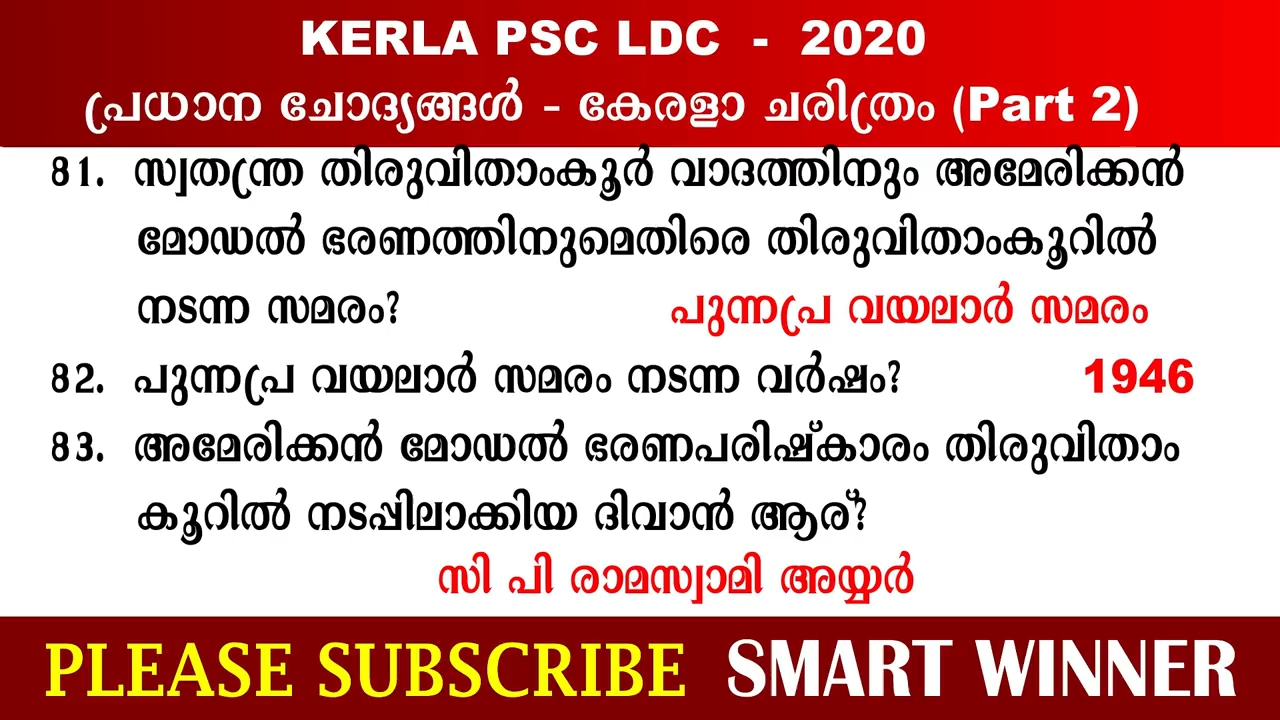 KERLA PSC LDC - 2020
പ്രധാന ചോദ്യങ്ങൾ - കേരളാ ചരിത്രം (Part 2)
81. സ്വതന്ത്ര തിരുവിതാംകൂർ വാദത്തിനും അമേരിക്കൻ
മോഡൽ ഭരണത്തിനുമെതിരെ തിരുവിതാംകൂറിൽ
നടന്ന സമരം? പുന്നപ്ര വയലാർ സമരം
82. പുന്നപ്ര വയലാർ സമരം നടന്ന വർഷം? 1946
83. അമേരിക്കൻ മോഡൽ ഭരണപരിഷ്കാരം തിരുവിതാം
കൂറിൽ നടപ്പിലാക്കിയ ദിവാൻ ആര്?
സി പി രാമസ്വാമി അയ്യർ
PLEASE SUBSCRIBE SMART WINNER